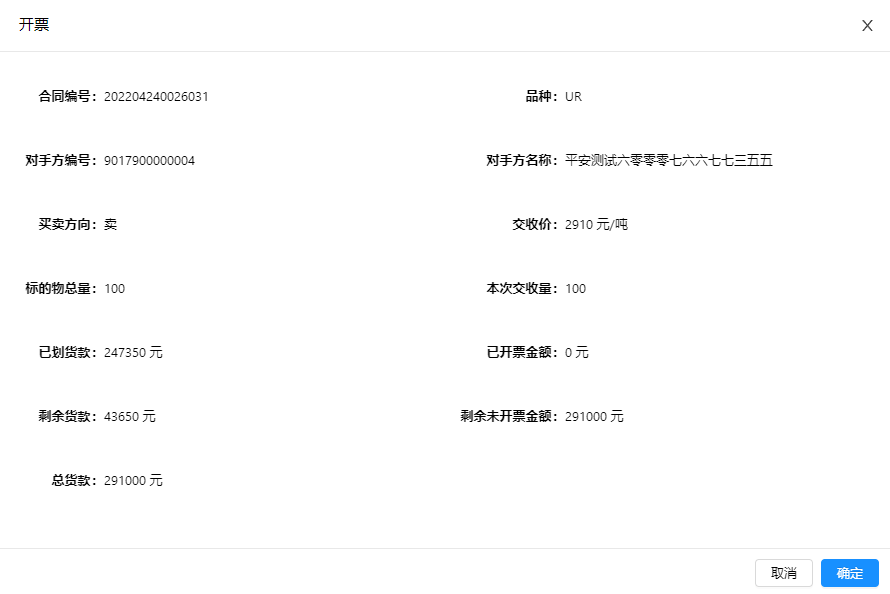 开票
合同编号： 202204240026031 品种： UR
对手方编号： 9017900000004 对手方名称： 平安测试六零零零七六六七七三五五
买卖方向： 卖 交收价： 2910 元/吨
标的物总量： 100 本次交收量： 100
已划货款： 247350 元 已开票金额： 0 元
剩余货款： 43650 元 剩余未开票金额： 291000 元
总货款： 291000 元
取消 确定